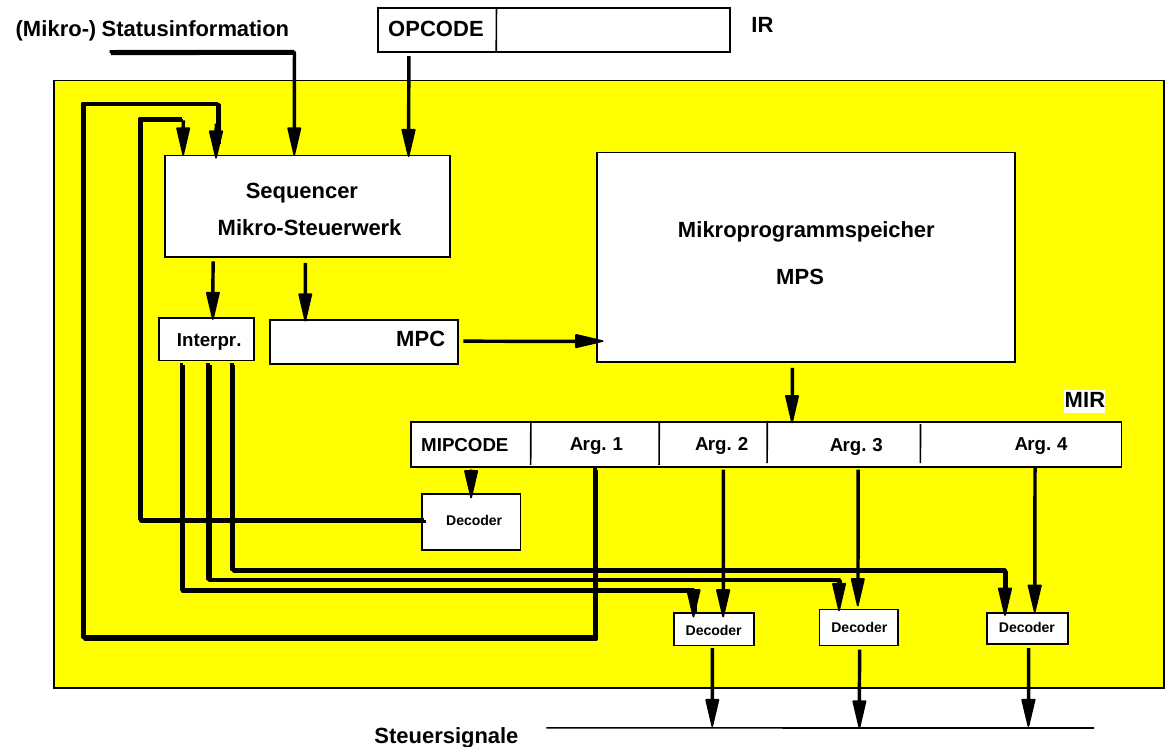 (Mikro-) Statusinformation
OPCODE
IR
Sequencer
Mikro-Steuerwerk
Mikroprogrammspeicher
MPS
Interpr.
MPC
MIR
MIPCODE
Arg. 1
Arg. 2
Arg. 3
Arg. 4
Decoder
Decoder
Decoder
Decoder
Steuersignale